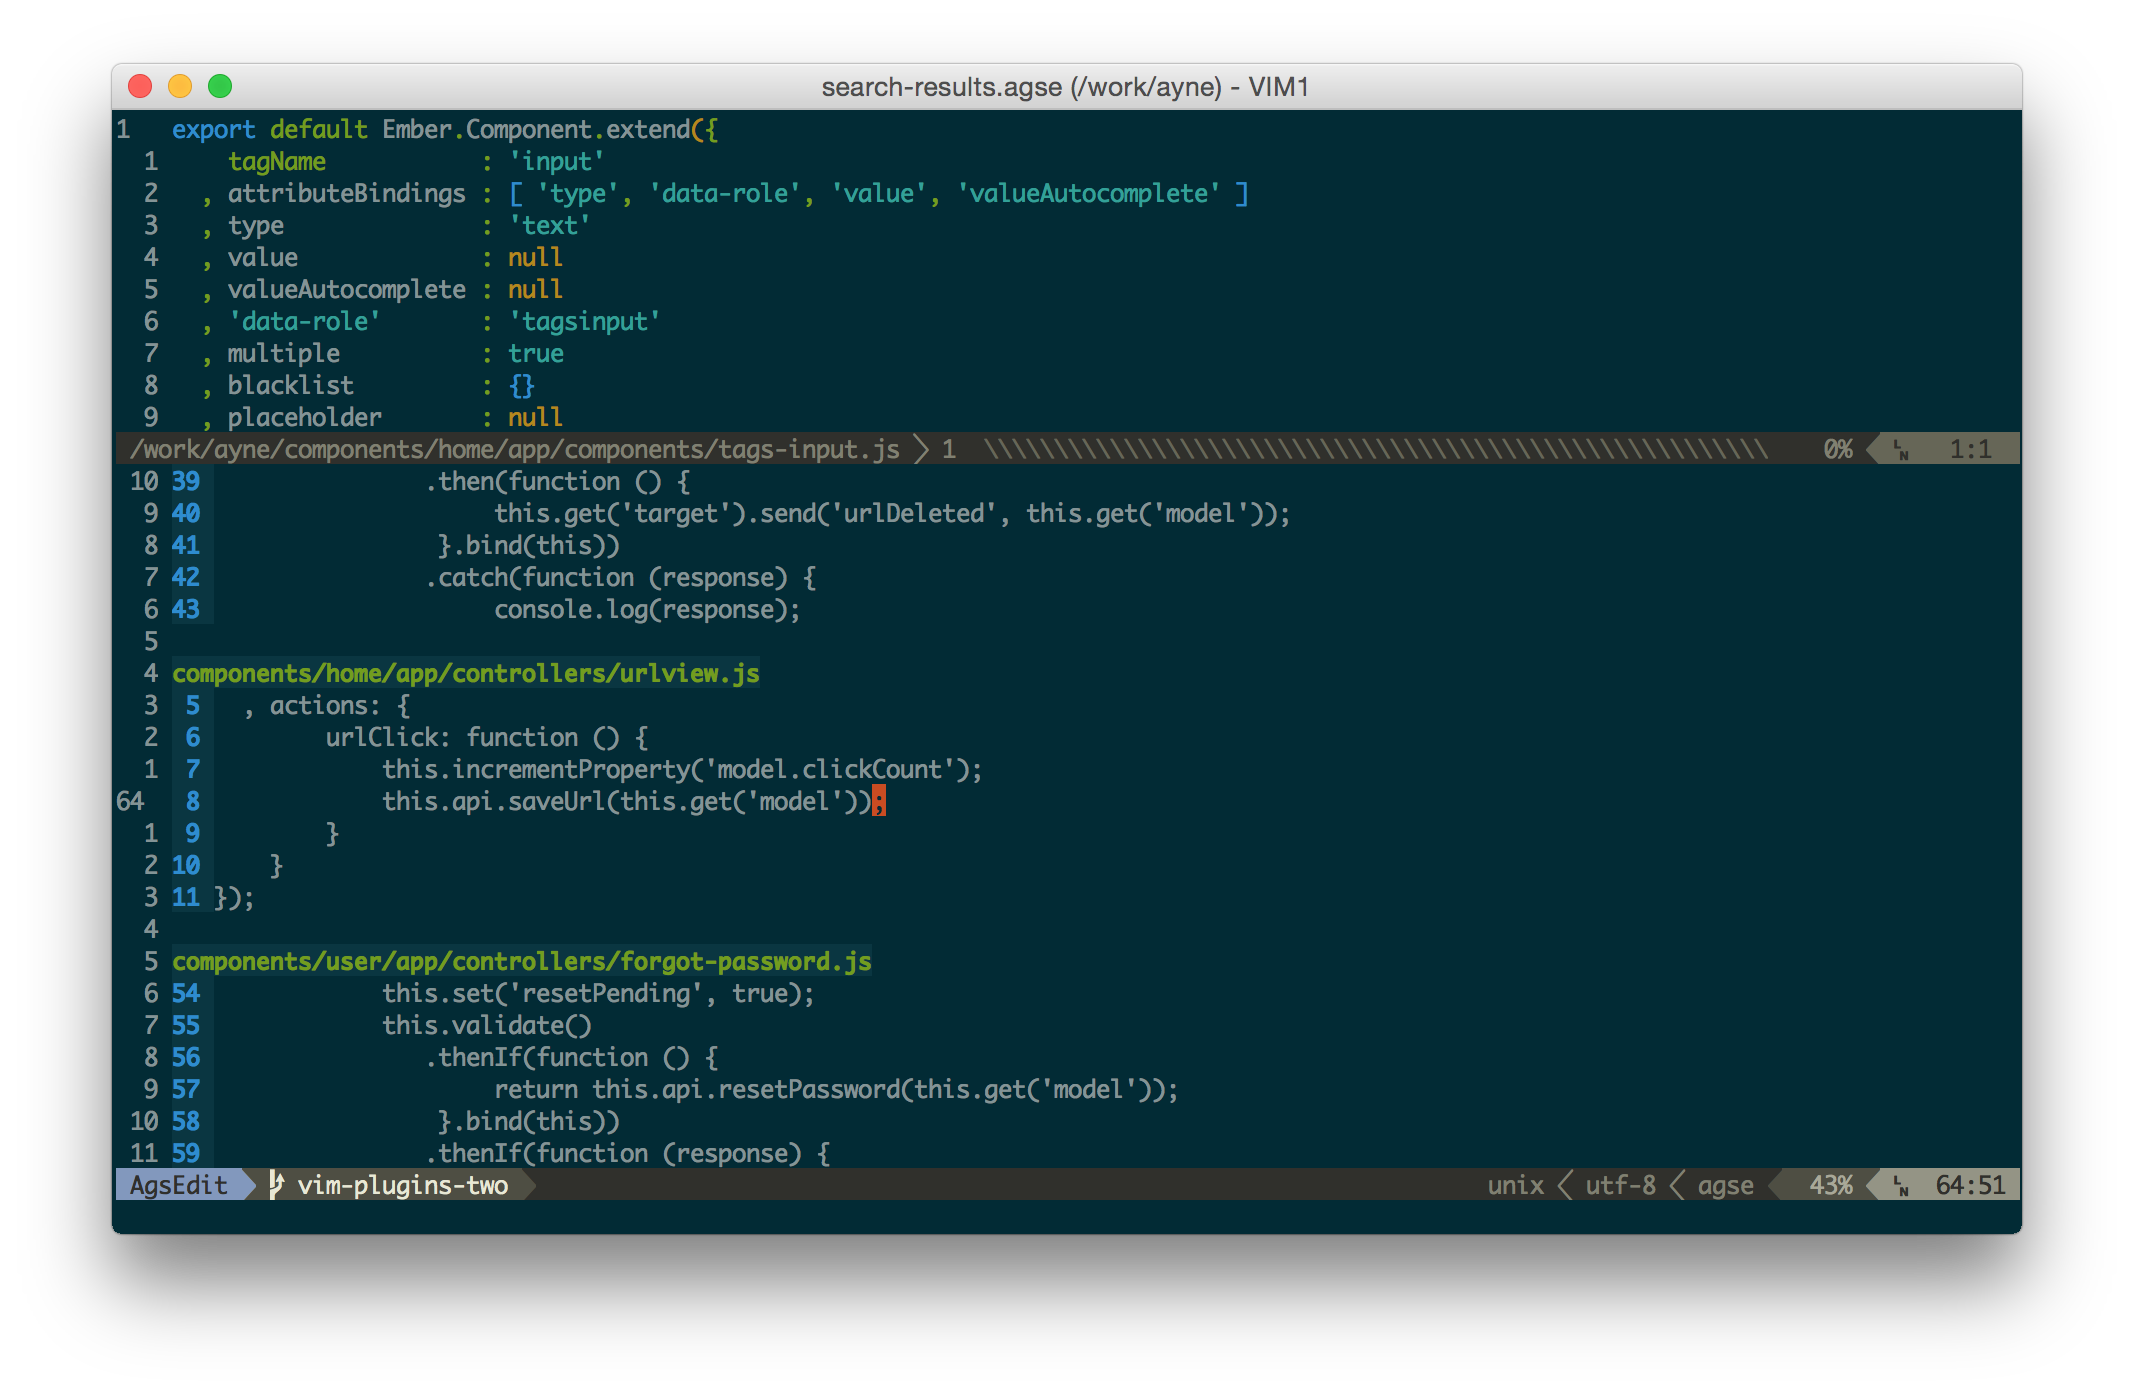 search-results.agse (/work/ayne) - VIM1
1   export default Ember.Component.extend({
  1     tagName           : 'input'
  2   , attributeBindings : [ 'type', 'data-role', 'value', 'valueAutocomplete' ]
  3   , type              : 'text'
  4   , value             : null
  5   , valueAutocomplete : null
  6   , 'data-role'       : 'tagsinput'
  7   , multiple          : true
  8   , blacklist         : {}
  9   , placeholder       : null
/work/ayne/components/home/app/components/tags-input.js 1 \\\\\\\\\\\\\\\\\\\\\\\\\\\\\\\\\\\\\\\\\\\\\\\\\\\\\\\\ 0% LN 1:1
 10 39                .then(function () {
  9 40                     this.get('target').send('urlDeleted', this.get('model'));
  8 41                 }.bind(this))
  7 42                .catch(function (response) {
  6 43                     console.log(response);
  5
  4 components/home/app/controllers/urlview.js
  3  5   , actions: {
  2  6         urlClick: function () {
  1  7             this.incrementProperty('model.clickCount');
64   8             this.api.saveUrl(this.get('model'));
  1  9         }
  2 10     }
  3 11 });
  4
  5 components/user/app/controllers/forgot-password.js
  6 54             this.set('resetPending', true);
  7 55             this.validate()
  8 56                .thenIf(function () {
  9 57                     return this.api.resetPassword(this.get('model'));
 10 58                 }.bind(this))
 11 59                .thenIf(function (response) {
AgsEdit vim-plugins-two unix utf-8 agse 43% LN 64:51